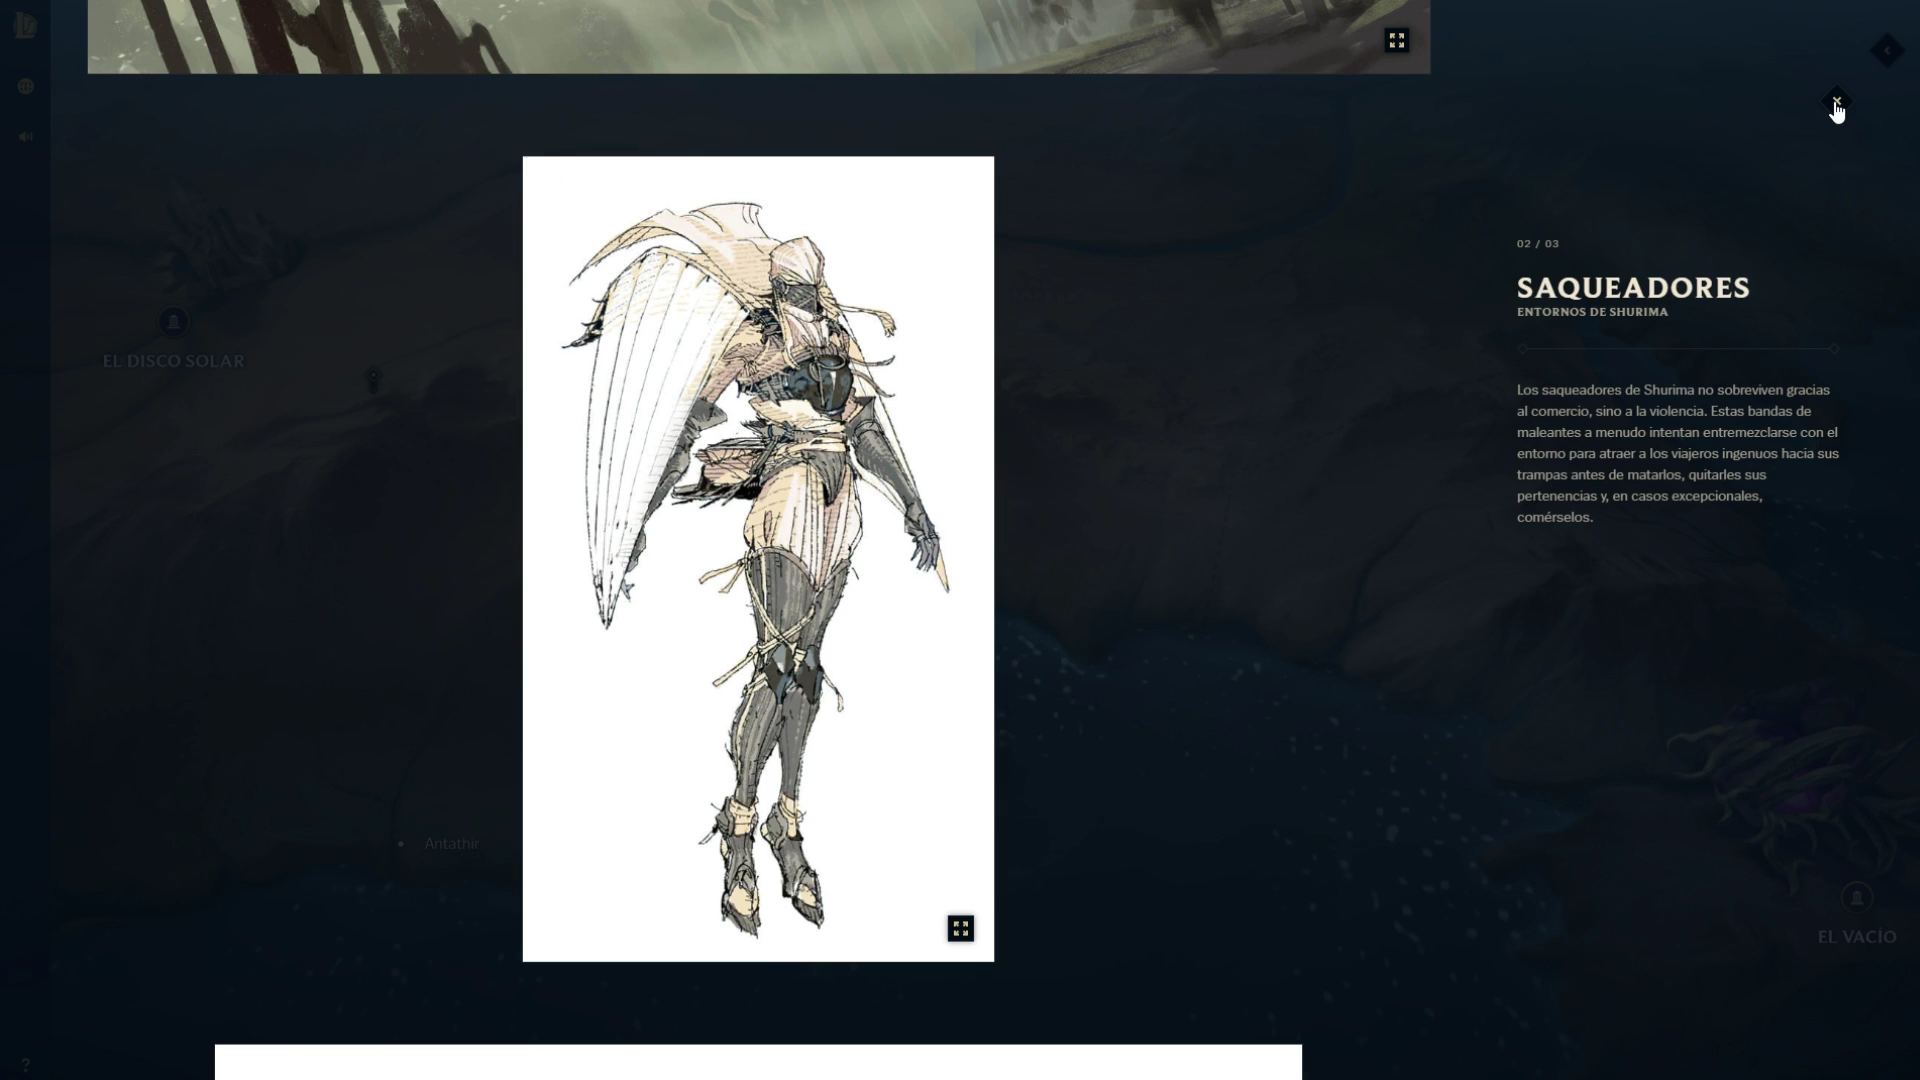 EL DISCO SOLAR
Antathir
02 / 03
SAQUEADORES
ENTORNOS DE SHURIMA
Los saqueadores de Shurima no sobreviven gracias
al comercio, sino a la violencia. Estas bandas de
maleantes a menudo intentan entremezclarse con el
entorno para atraer a los viajeros ingenuos hacia sus
trampas antes de matarlos, quitarles sus
pertenencias y, en casos excepcionales,
comérselos.
EL VACÍO
?